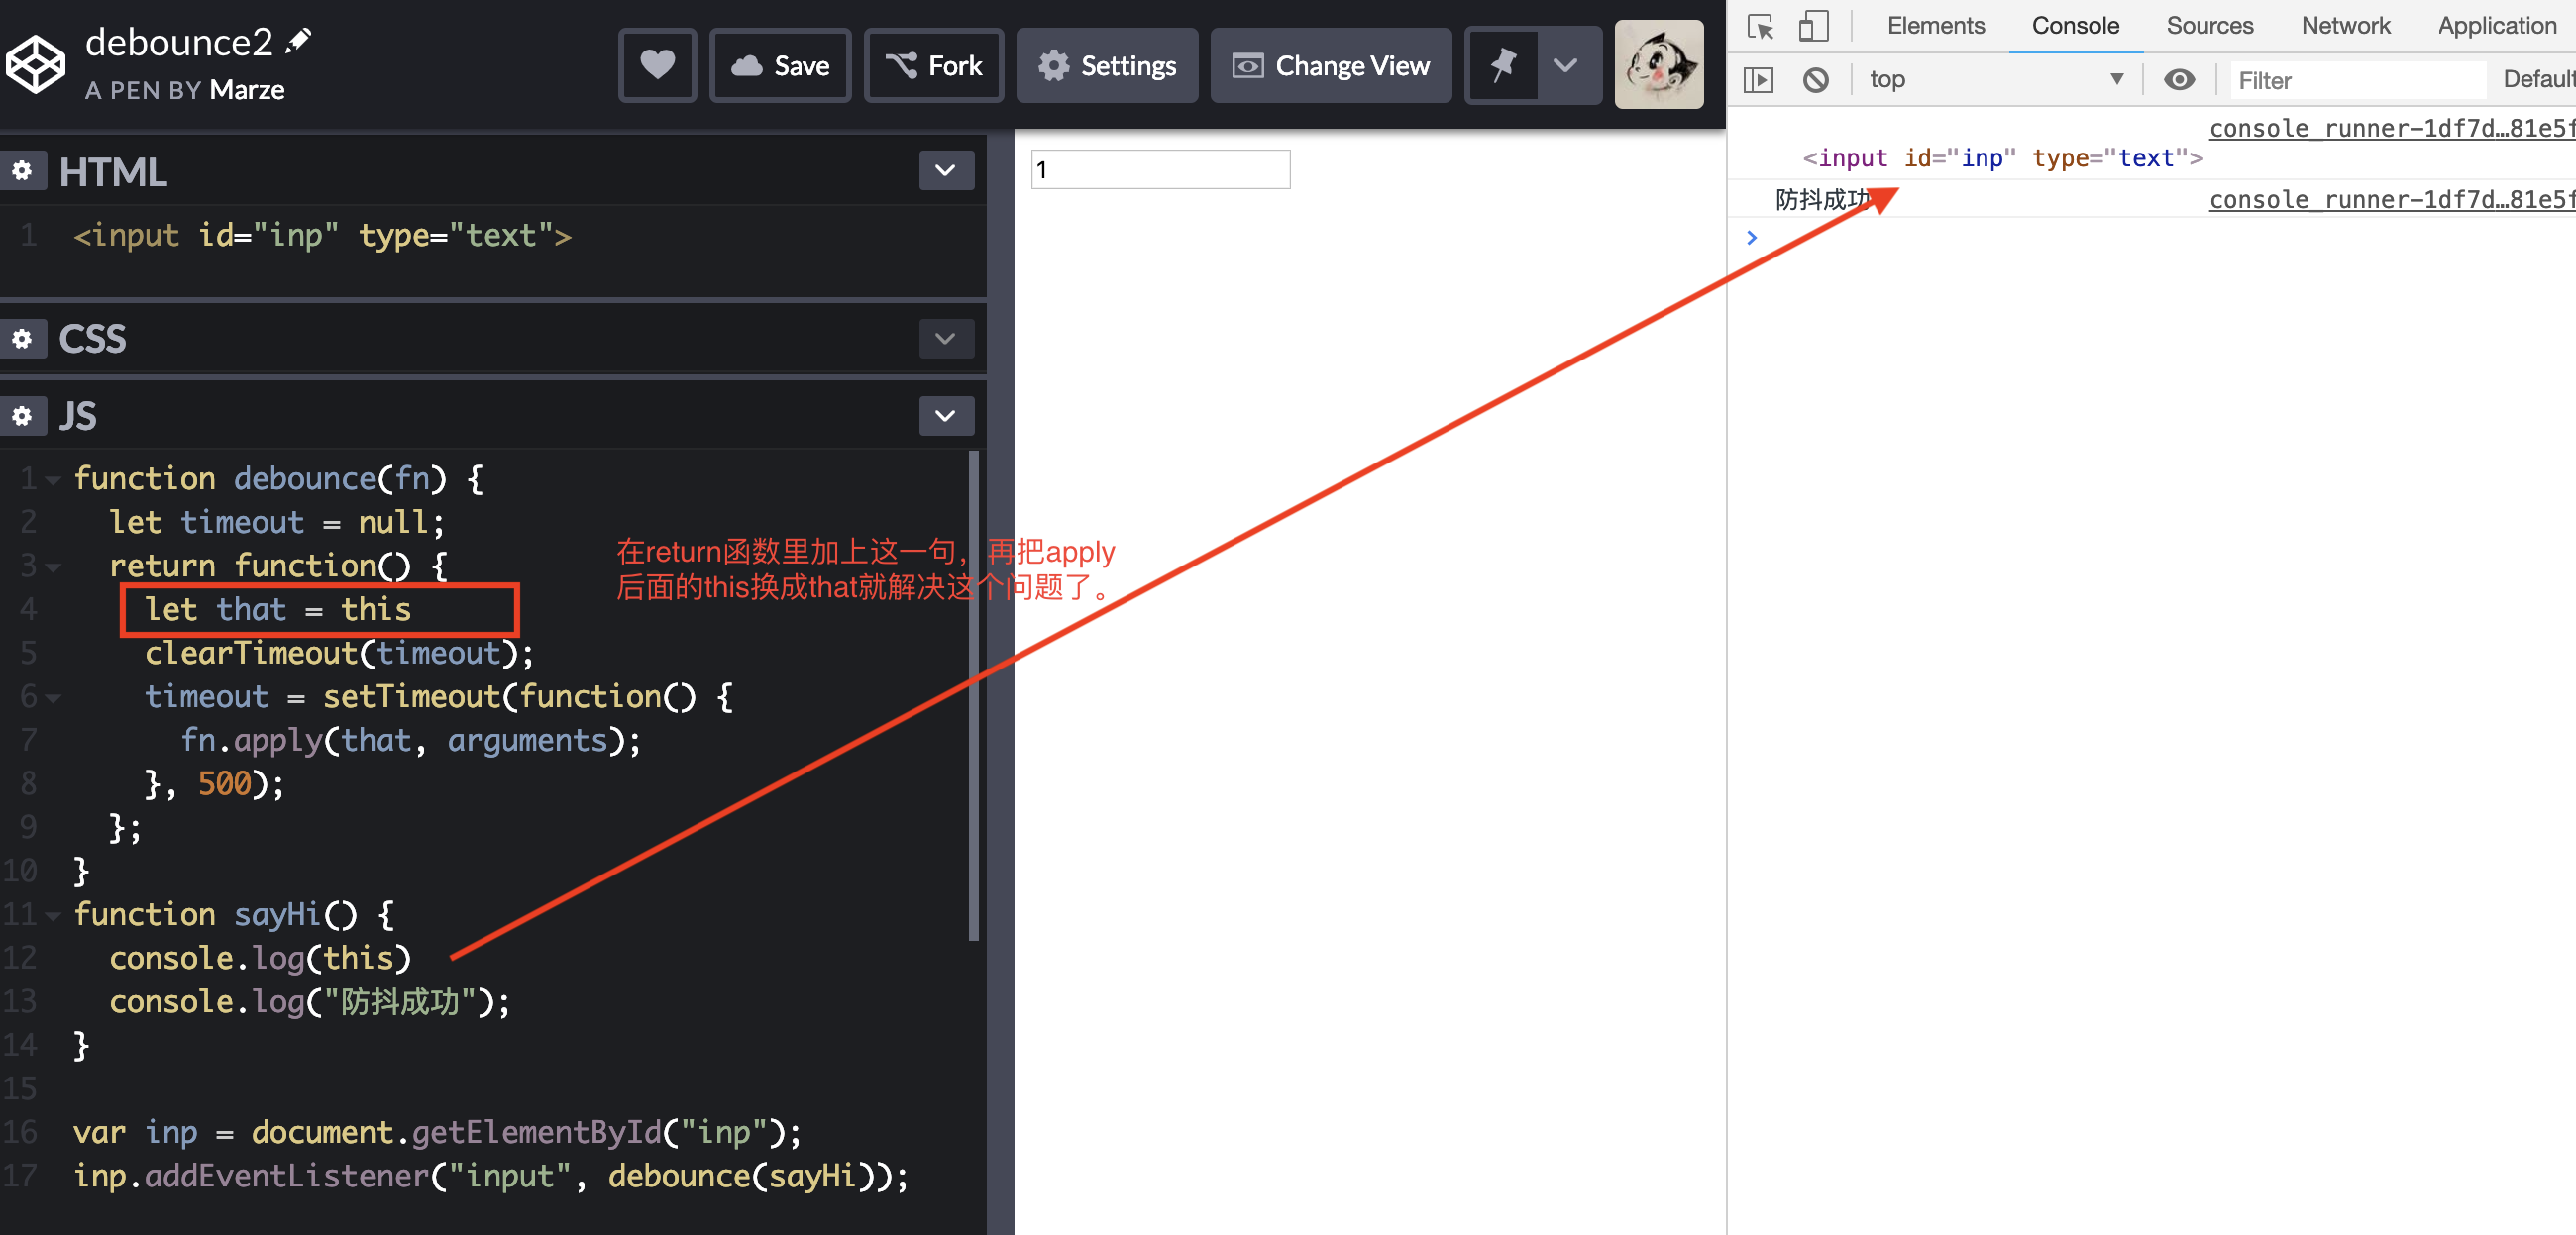 debounce2
A PEN BY Marze
Save
Fork
Settings
Change View
HTML
1 <input id="inp" type="text">
CSS
JS
1 function debounce(fn) {
2 let timeout = null;
3 return function() {
4 let that = this
5 clearTimeout(timeout);
6 timeout = setTimeout(function() {
7 fn.apply(that, arguments);
8 }, 500);
9 };
10 }
11 function sayHi() {
12 console.log(this)
13 console.log("防抖成功");
14 }
15
16 var inp = document.getElementById("inp");
17 inp.addEventListener("input", debounce(sayHi));
在return函数里加上这一句，再把apply
后面的this换成that就解决这个问题了。
1
Elements Console Sources Network Application
top Filter Default
console_runner-1df7d…81e5f
<input id="inp" type="text">
防抖成功 console_runner-1df7d…81e5f